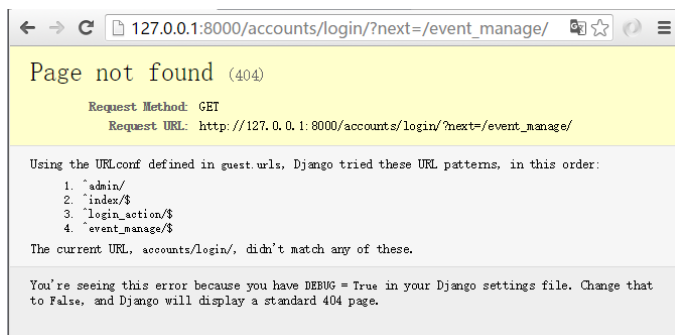 127.0.0.1:8000/accounts/login/?next=/event_manage/
Page not found (404)
Request Method: GET
Request URL: http://127.0.0.1:8000/accounts/login/?next=/event_manage/
Using the URLconf defined in guest.urls, Django tried these URL patterns, in this order:
1. ^admin/
2. ^index/$
3. ^login_action/$
4. ^event_manage/$
The current URL, accounts/login/, didn't match any of these.
You're seeing this error because you have DEBUG = True in your Django settings file. Change that
to False, and Django will display a standard 404 page.